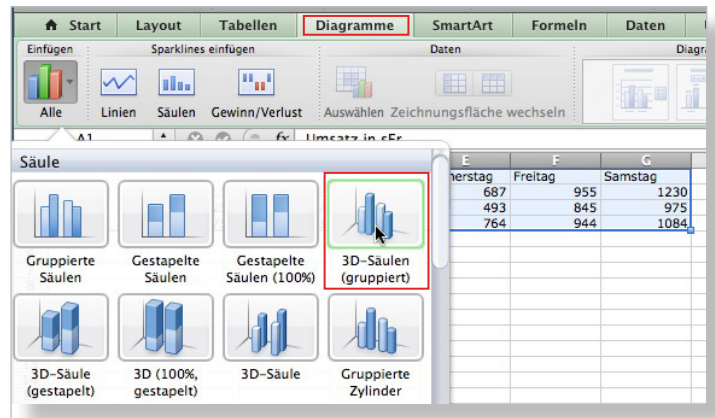 Start Layout Tabellen Diagramme SmartArt Formeln Daten
Einfügen Sparklines einfügen Daten Diagra
Alle Linien Säulen Gewinn/Verlust Auswählen Zeichnungsfläche wechseln
A1 fx Umsatz in sFr
Säule
E F G
nerstag Freitag Samstag
687 955 1230
493 845 975
764 944 1084
Gruppierte Säulen
Gestapelte Säulen
Gestapelte Säulen (100%)
3D-Säulen (gruppiert)
3D-Säule (gestapelt)
3D (100%, gestapelt)
3D-Säule
Gruppierte Zylinder